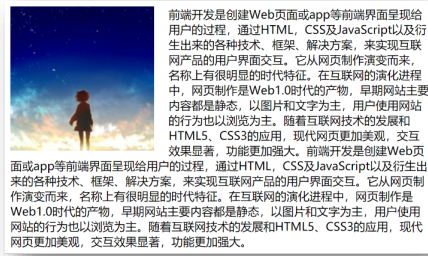 前端开发是创建Web页面或app等前端界面呈现给
用户的过程，通过HTML，CSS及JavaScript以及衍
生出来的各种技术、框架、解决方案，来实现互联
网产品的用户界面交互。它从网页制作演变而来，
名称上有很明显的时代特征。在互联网的演化进程
中，网页制作是Web1.0时代的产物，早期网站主要
内容都是静态，以图片和文字为主，用户使用网站
的行为也以浏览为主。随着互联网技术的发展和
HTML5、CSS3的应用，现代网页更加美观，交互
效果显著，功能更加强大。前端开发是创建Web页
面或app等前端界面呈现给用户的过程，通过HTML，CSS及JavaScript以及衍生出
来的各种技术、框架、解决方案，来实现互联网产品的用户界面交互。它从网页制
作演变而来，名称上有很明显的时代特征。在互联网的演化进程中，网页制作是
Web1.0时代的产物，早期网站主要内容都是静态，以图片和文字为主，用户使用
网站的行为也以浏览为主。随着互联网技术的发展和HTML5、CSS3的应用，现代
网页更加美观，交互效果显著，功能更加强大。